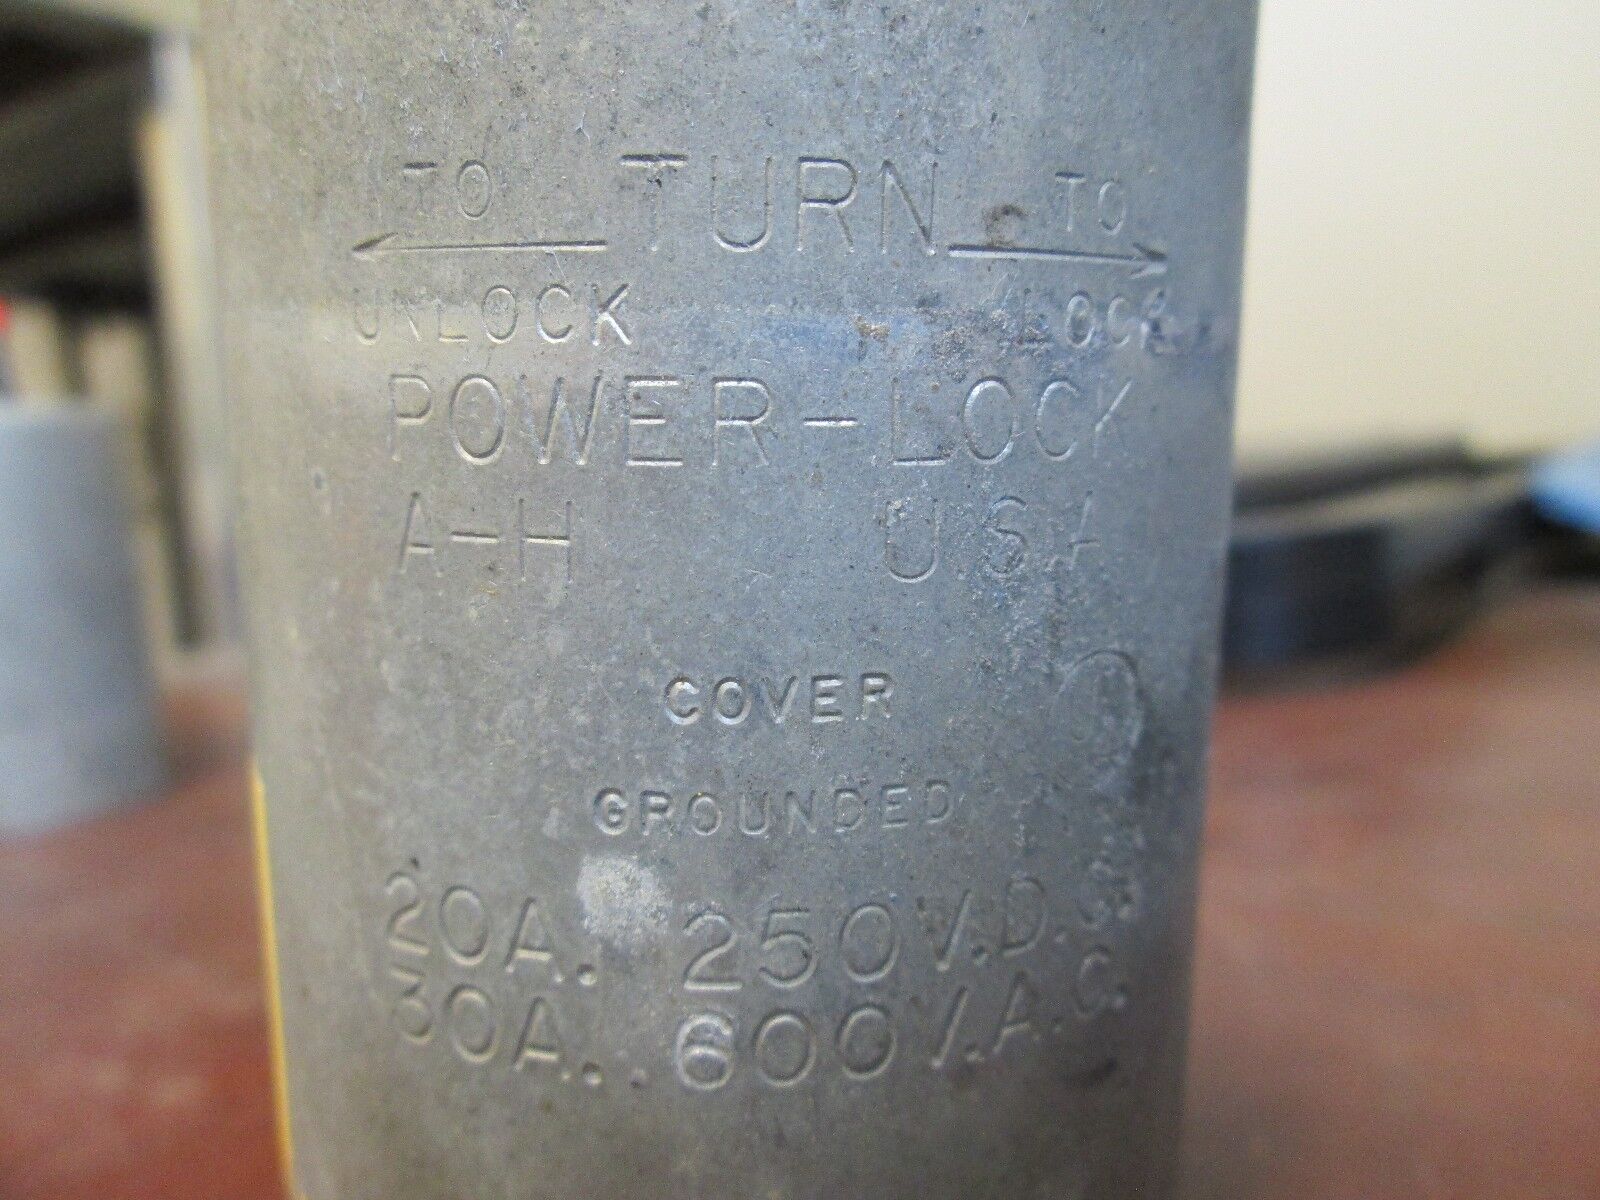 TO TURN TO
UNLOCK LOCK
POWER-LOCK
A-H USA
COVER
GROUNDED
20A. 250V.D.C.
30A..600V.A.C.